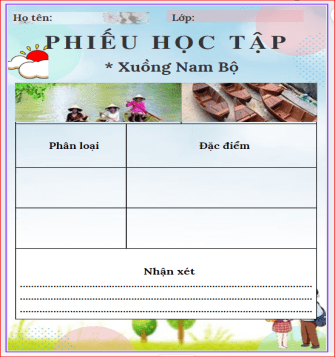 Họ tên: Lớp:
PHIẾU HỌC TẬP
* Xuồng Nam Bộ
Phân loại Đặc điểm
Nhận xét